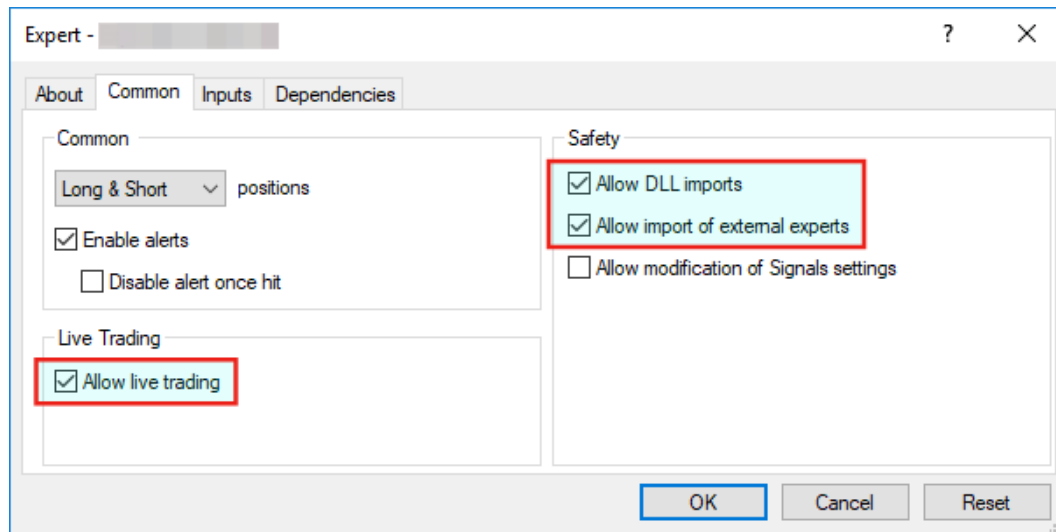 Expert -
?
About Common Inputs Dependencies
Common
Long & Short positions
Enable alerts
Disable alert once hit
Live Trading
Allow live trading
Safety
Allow DLL imports
Allow import of external experts
Allow modification of Signals settings
OK Cancel Reset